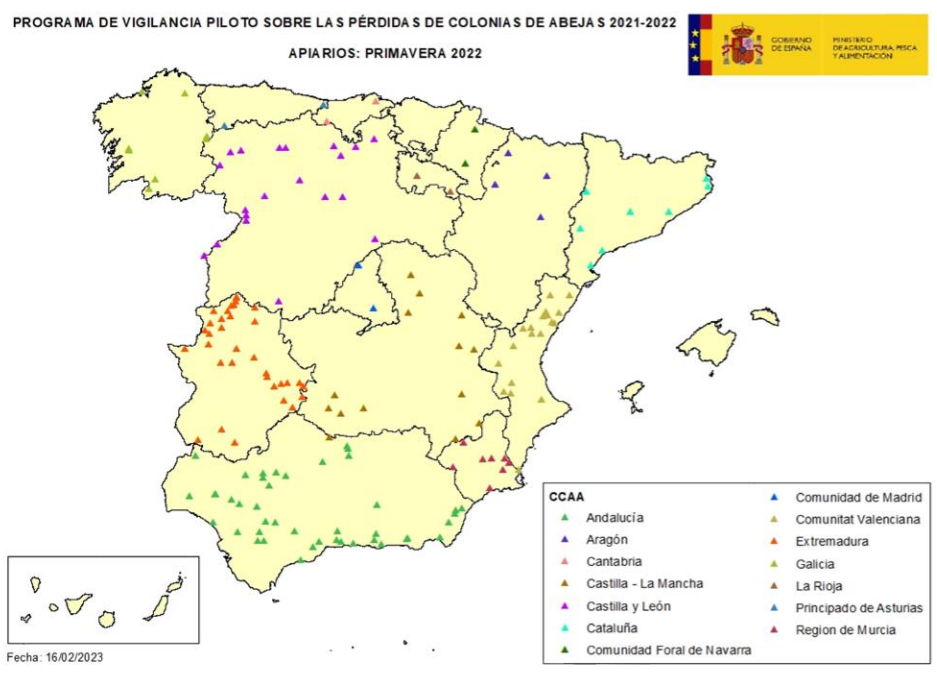 PROGRAMA DE VIGILANCIA PILOTO SOBRE LAS PÉRDIDAS DE COLONIAS DE ABEJAS 2021-2022
APIARIOS: PRIMAVERA 2022
GOBIERNO
DE ESPAÑA
MINISTERIO
DE AGRICULTURA, PESCA
Y ALIMENTACIÓN
CCAA
Andalucía
Aragón
Cantabria
Castilla - La Mancha
Castilla y León
Cataluña
Comunidad Foral de Navarra
Comunidad de Madrid
Comunitat Valenciana
Extremadura
Galicia
La Rioja
Principado de Asturias
Region de Murcia
Fecha: 16/02/2023